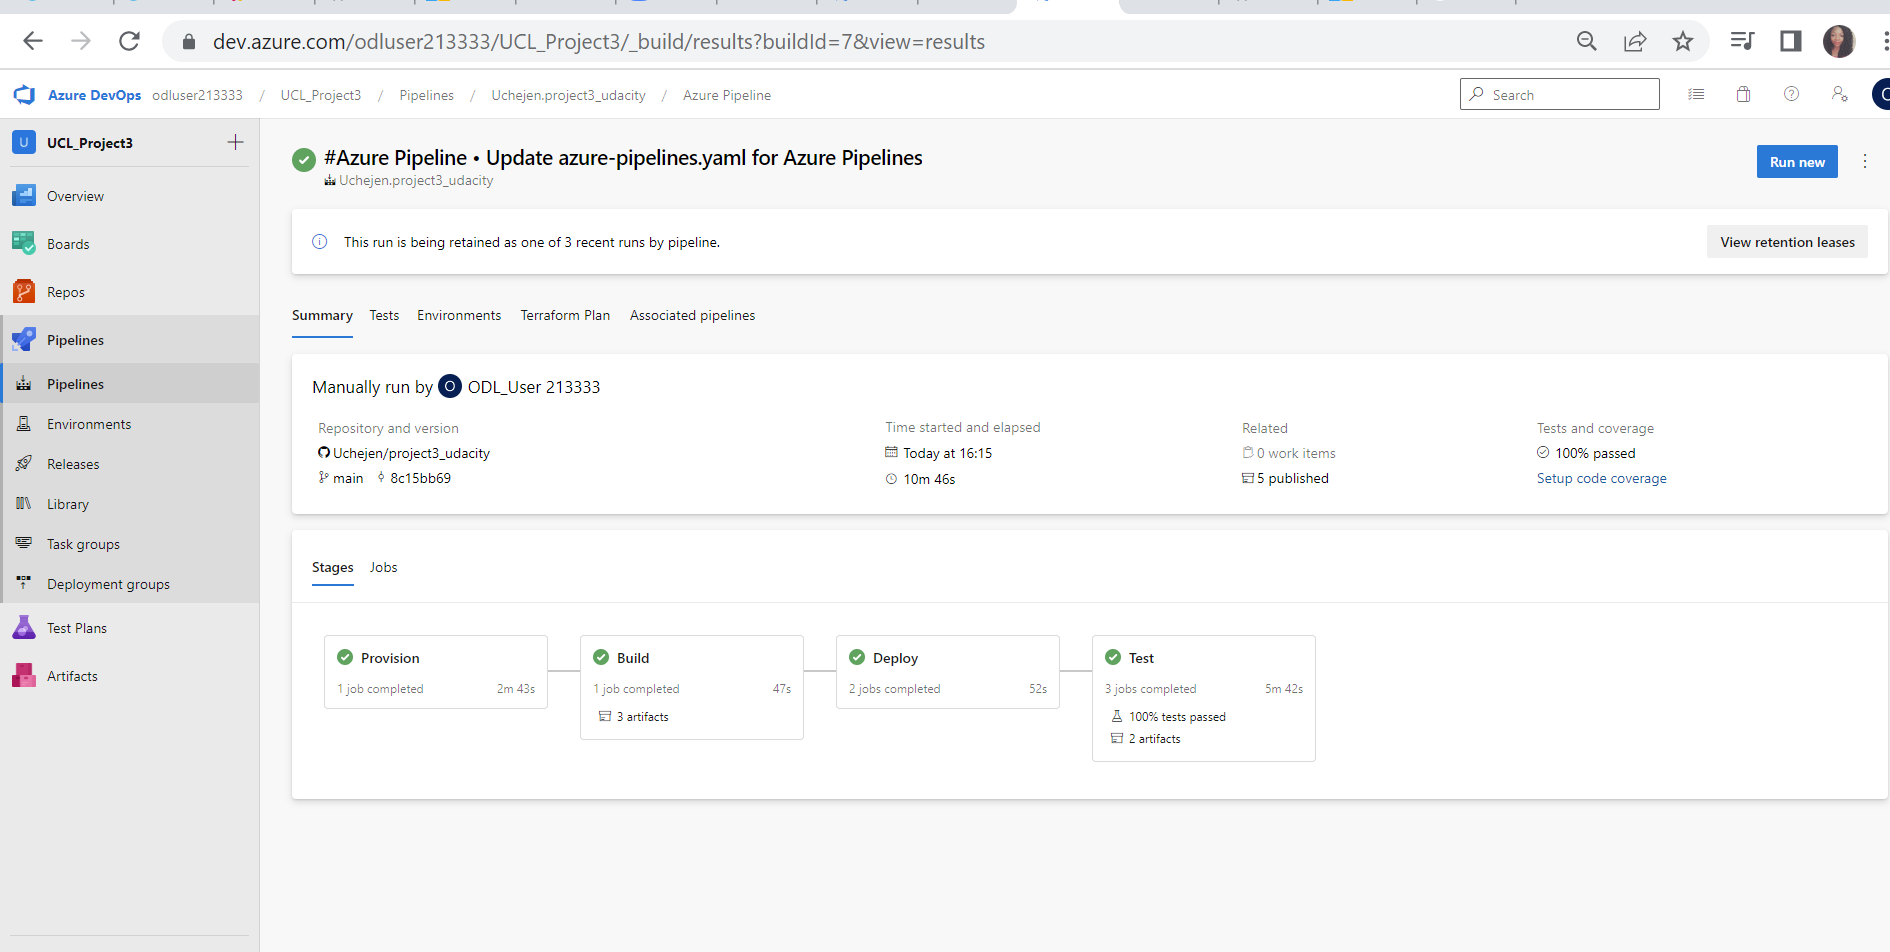 dev.azure.com/odluser213333/UCL_Project3/_build/results?buildId=7&view=results
Azure DevOps odluser213333 / UCL_Project3 / Pipelines / Uchejen.project3_udacity / Azure Pipeline
Search
O
U UCL_Project3
Overview
Boards
Repos
Pipelines
Pipelines
Environments
Releases
Library
Task groups
Deployment groups
Test Plans
Artifacts
#Azure Pipeline • Update azure-pipelines.yaml for Azure Pipelines
Uchejen.project3_udacity
Run new
This run is being retained as one of 3 recent runs by pipeline.
View retention leases
Summary Tests Environments Terraform Plan Associated pipelines
Manually run by O ODL_User 213333
Repository and version
Uchejen/project3_udacity
main 8c15bb69
Time started and elapsed
Today at 16:15
10m 46s
Related
0 work items
5 published
Tests and coverage
100% passed
Setup code coverage
Stages Jobs
Provision
1 job completed 2m 43s
Build
1 job completed 47s
3 artifacts
Deploy
2 jobs completed 52s
Test
3 jobs completed 5m 42s
100% tests passed
2 artifacts